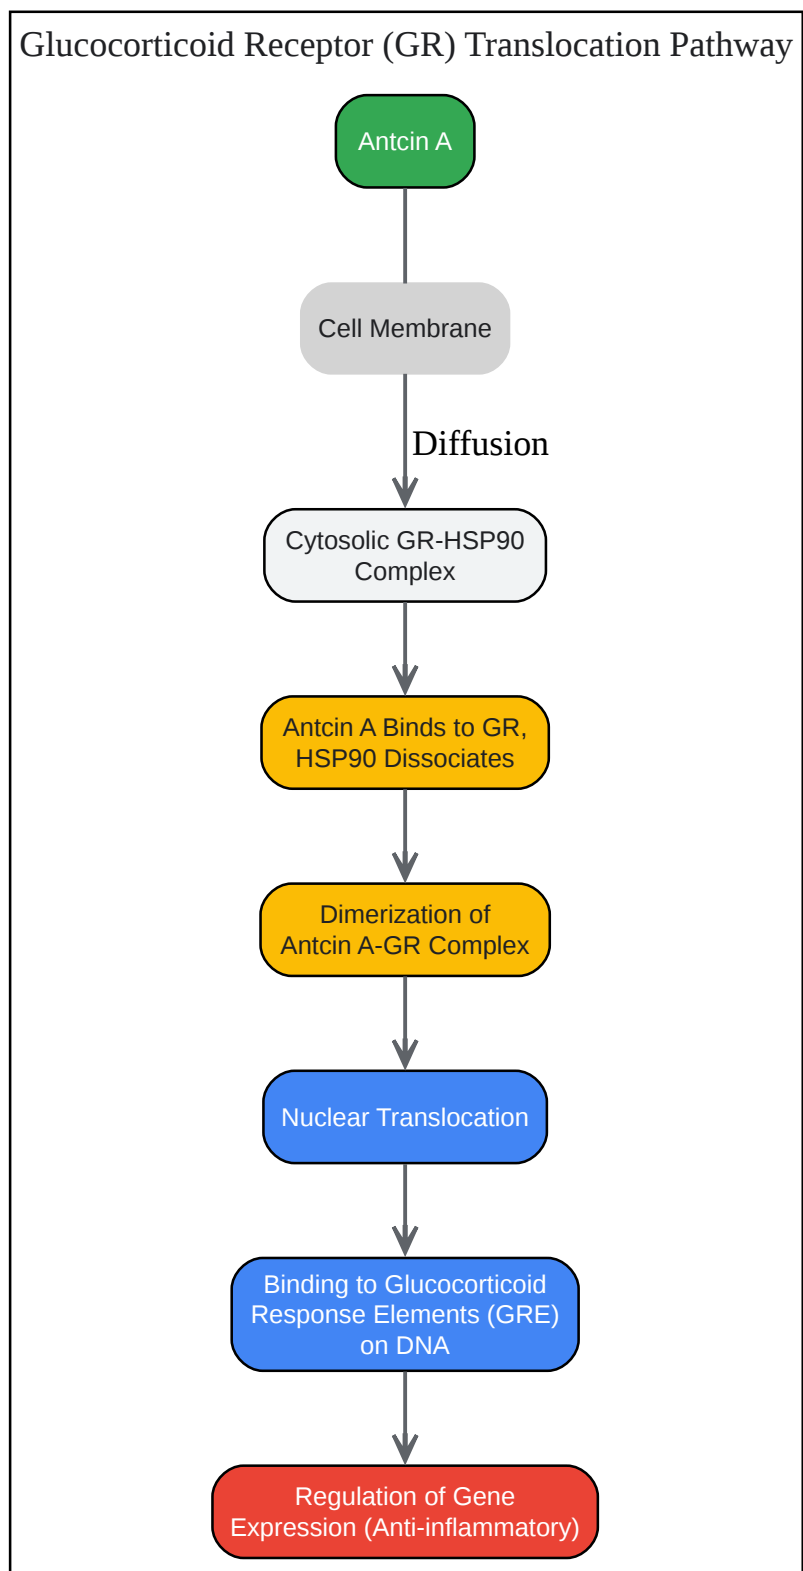 Glucocorticoid Receptor (GR) Translocation Pathway
Antcin A
Cell Membrane
Diffusion
Cytosolic GR-HSP90
Complex
Antcin A Binds to GR,
HSP90 Dissociates
Dimerization of
Antcin A-GR Complex
Nuclear Translocation
Binding to Glucocorticoid
Response Elements (GRE)
on DNA
Regulation of Gene
Expression (Anti-inflammatory)